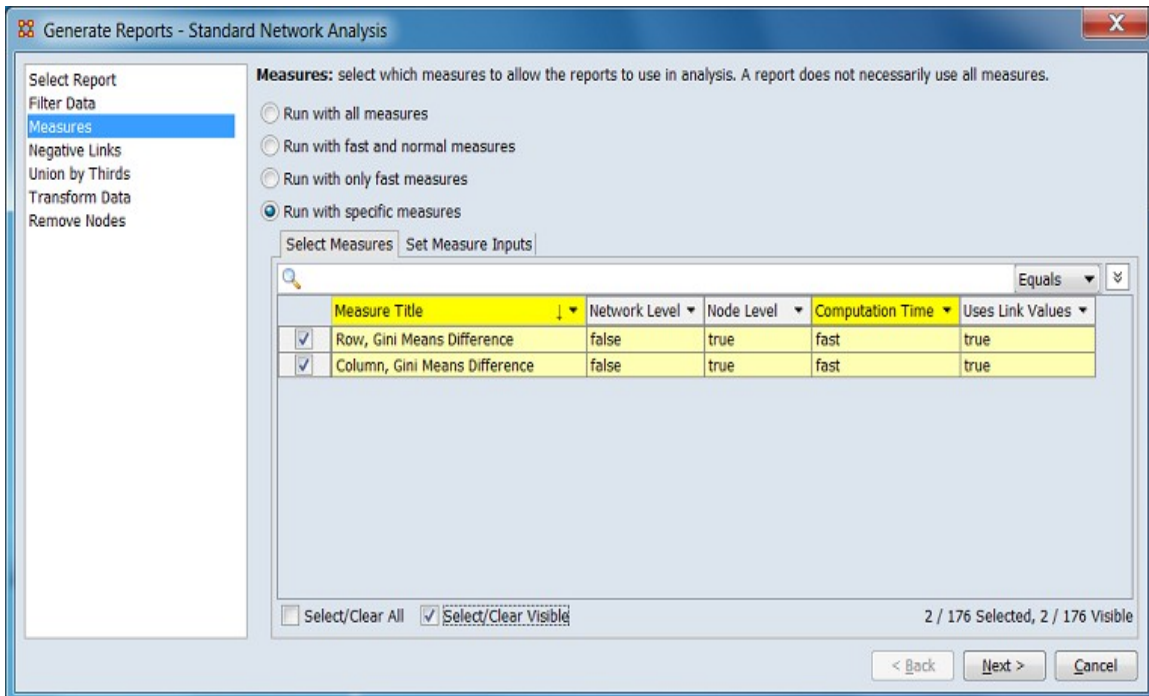 Generate Reports - Standard Network Analysis
X
Select Report
Filter Data
Measures
Negative Links
Union by Thirds
Transform Data
Remove Nodes
Measures: select which measures to allow the reports to use in analysis. A report does not necessarily use all measures.
Run with all measures
Run with fast and normal measures
Run with only fast measures
Run with specific measures
Select Measures Set Measure Inputs
Equals
Measure Title Network Level Node Level Computation Time Uses Link Values
Row, Gini Means Difference false true fast true
Column, Gini Means Difference false true fast true
Select/Clear All Select/Clear Visible 2 / 176 Selected, 2 / 176 Visible
< Back Next > Cancel